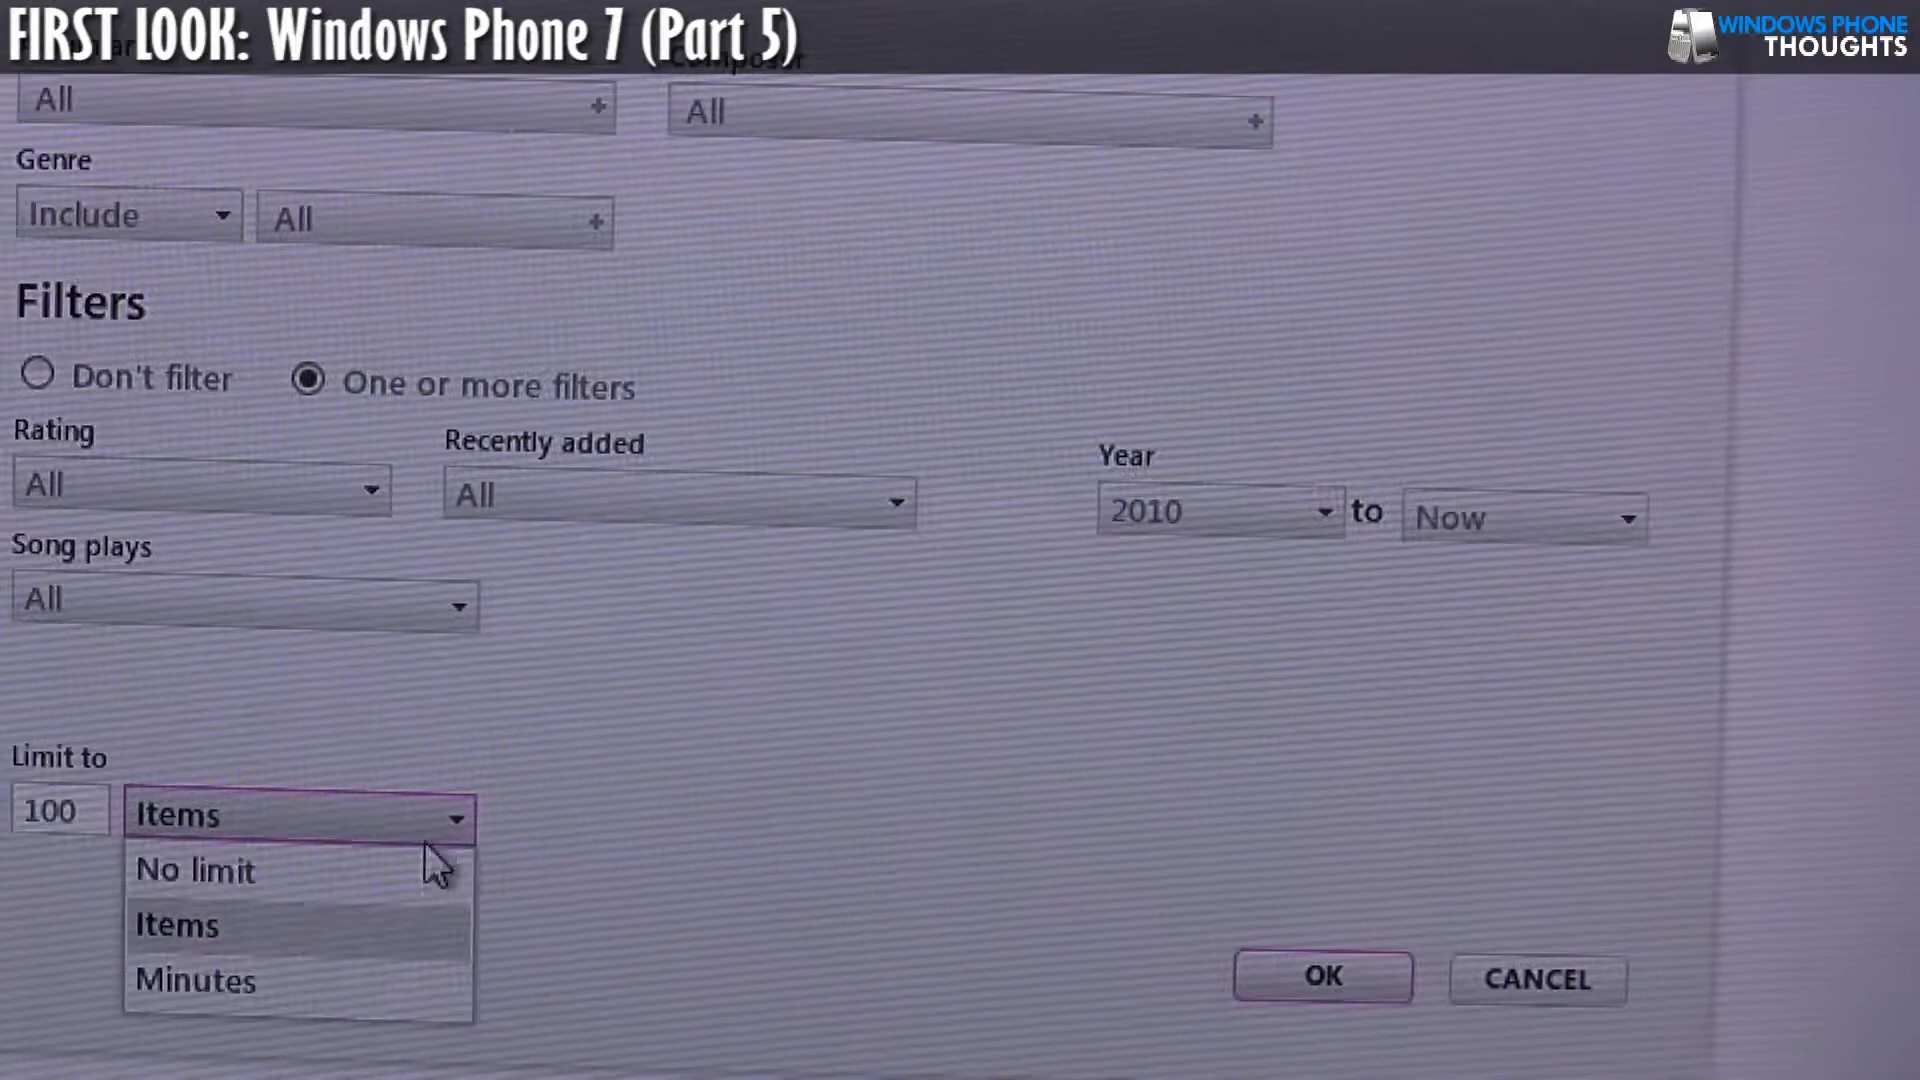 FIRST LOOK: Windows Phone 7 (Part 5)
WINDOWS PHONE
THOUGHTS
Composer
All
All
Genre
Include
All
Filters
Don't filter
One or more filters
Rating
Recently added
Year
All
All
2010
to
Now
Song plays
All
Limit to
100
Items
No limit
Items
Minutes
OK
CANCEL